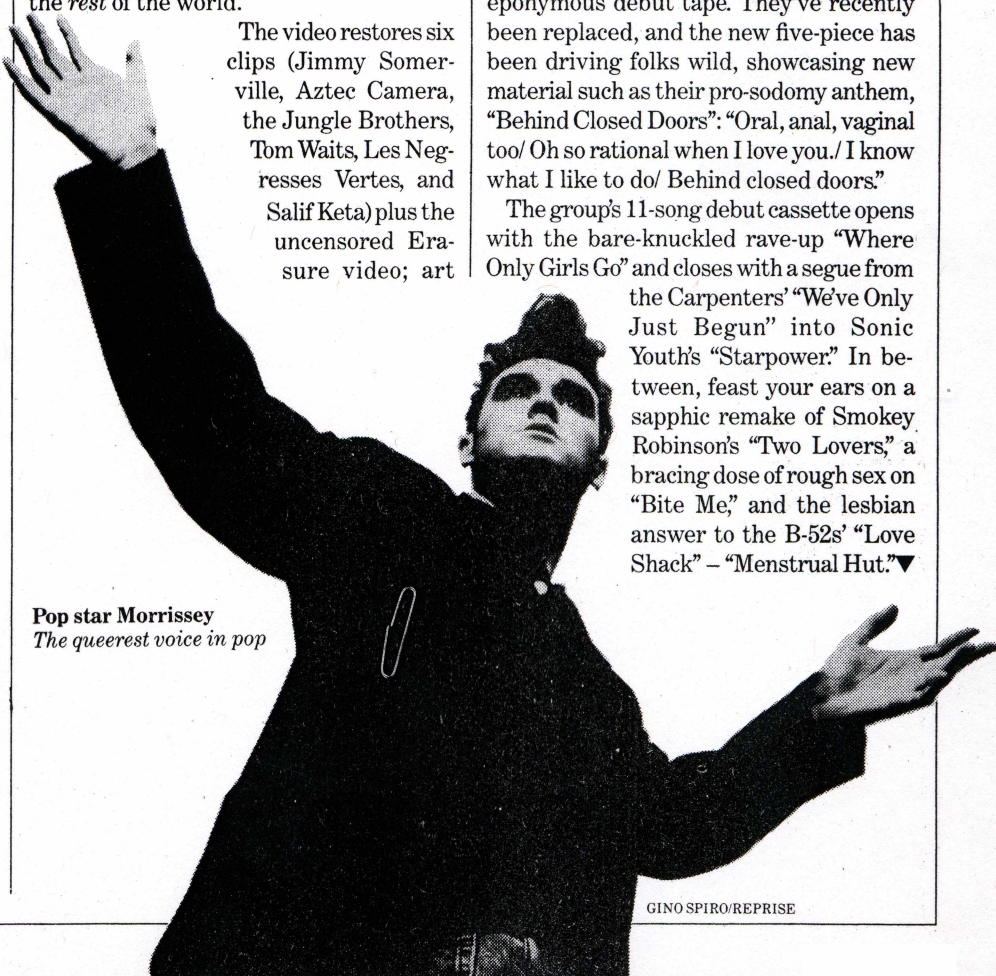 the rest of the world.
The video restores six
clips (Jimmy Somer-
ville, Aztec Camera,
the Jungle Brothers,
Tom Waits, Les Neg-
resses Vertes, and
Salif Keta) plus the
uncensored Era-
sure video; art
eponymous debut tape. They've recently
been replaced, and the new five-piece has
been driving folks wild, showcasing new
material such as their pro-sodomy anthem,
“Behind Closed Doors”: “Oral, anal, vaginal
too/ Oh so rational when I love you./ I know
what I like to do/ Behind closed doors.”
The group's 11-song debut cassette opens
with the bare-knuckled rave-up “Where
Only Girls Go” and closes with a segue from
the Carpenters' “We've Only
Just Begun” into Sonic
Youth's “Starpower.” In be-
tween, feast your ears on a
sapphic remake of Smokey
Robinson's “Two Lovers,” a
bracing dose of rough sex on
“Bite Me,” and the lesbian
answer to the B-52s' “Love
Shack” – “Menstrual Hut.”▼
Pop star Morrissey
The queerest voice in pop
GINO SPIRO/REPRISE